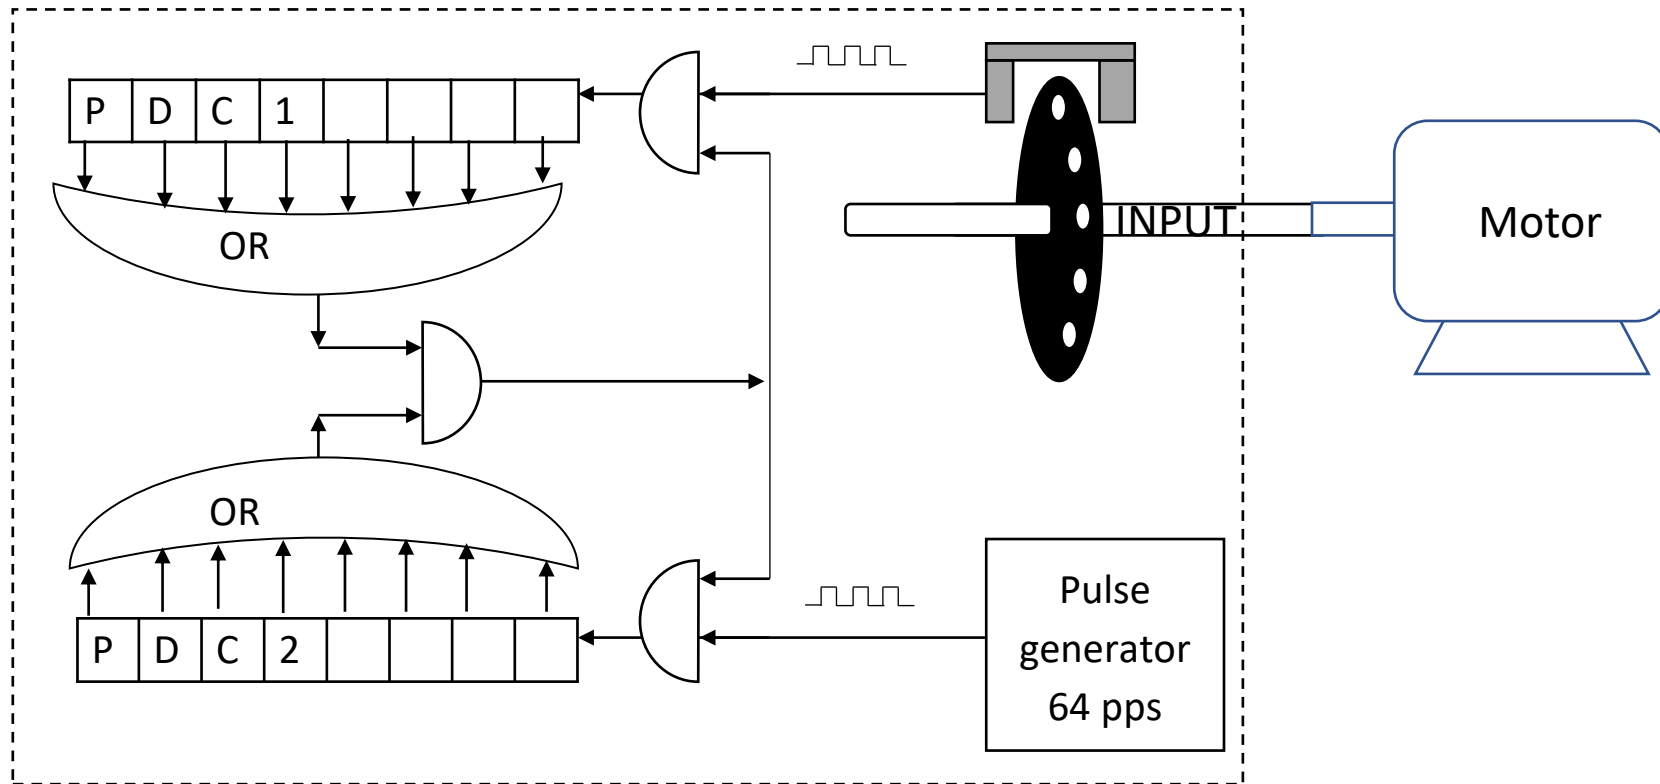 P D C 1
OR
INPUT
Motor
OR
P D C 2
Pulse
generator
64 pps